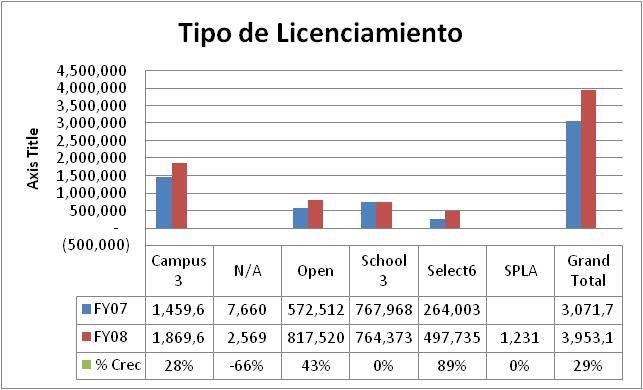 Tipo de Licenciamiento
Axis Title
4,500,000
4,000,000
3,500,000
3,000,000
2,500,000
2,000,000
1,500,000
1,000,000
500,000
-
(500,000)
Campus 3 N/A Open School 3 Select6 SPLA Grand Total
FY07 1,459,6 7,660 572,512 767,968 264,003 3,071,7
FY08 1,869,6 2,569 817,520 764,373 497,735 1,231 3,953,1
% Crec 28% -66% 43% 0% 89% 0% 29%